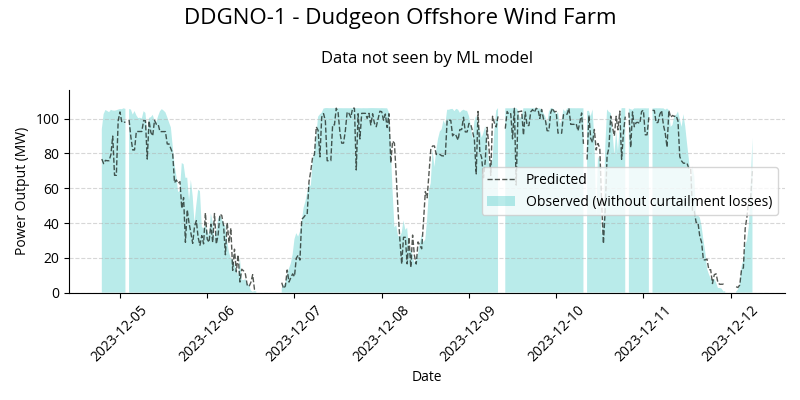 DDGNO-1 - Dudgeon Offshore Wind Farm
Data not seen by ML model
Power Output (MW)
100
80
60
40
20
0
Predicted
Observed (without curtailment losses)
2023-12-05
2023-12-06
2023-12-07
2023-12-08
2023-12-09
2023-12-10
2023-12-11
2023-12-12
Date